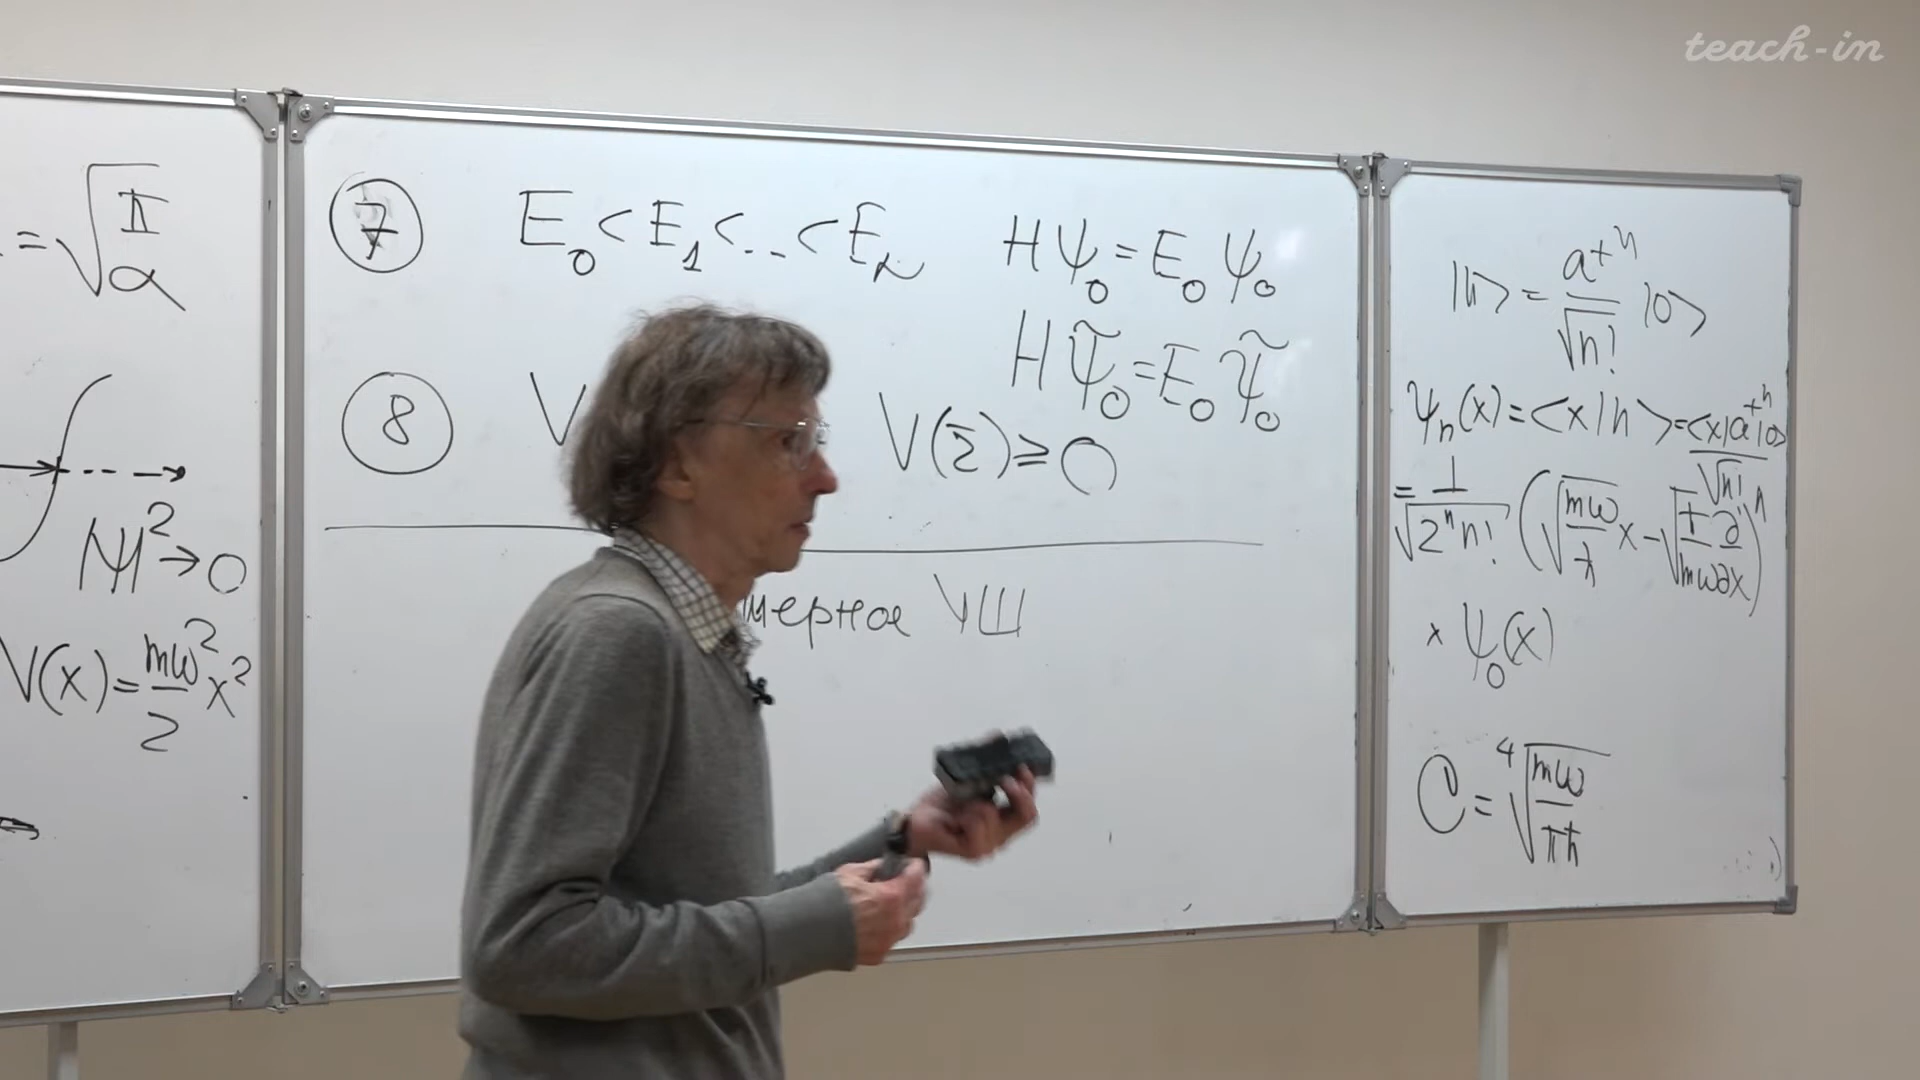 teach-in
= √(π/α)
|ψ|² → 0
V(x) = mω²/2 x²
⑦ E₀ < E₁ < ... < Eₙ
Hψ₀ = E₀ψ₀
Hψ̃₀ = E₀ψ̃₀
⑧ V
V(Σ) ≥ 0
мерное УШ
|n> = a⁺ⁿ/√n! |0>
ψₙ(x) = <x|n> = <x|a⁺ⁿ|0>/√n!
= 1/√(2ⁿn!) (√(mω/ħ) x − √(ħ/mω) ∂/∂x)ⁿ
× ψ₀(x)
C = ⁴√(mω/πħ)